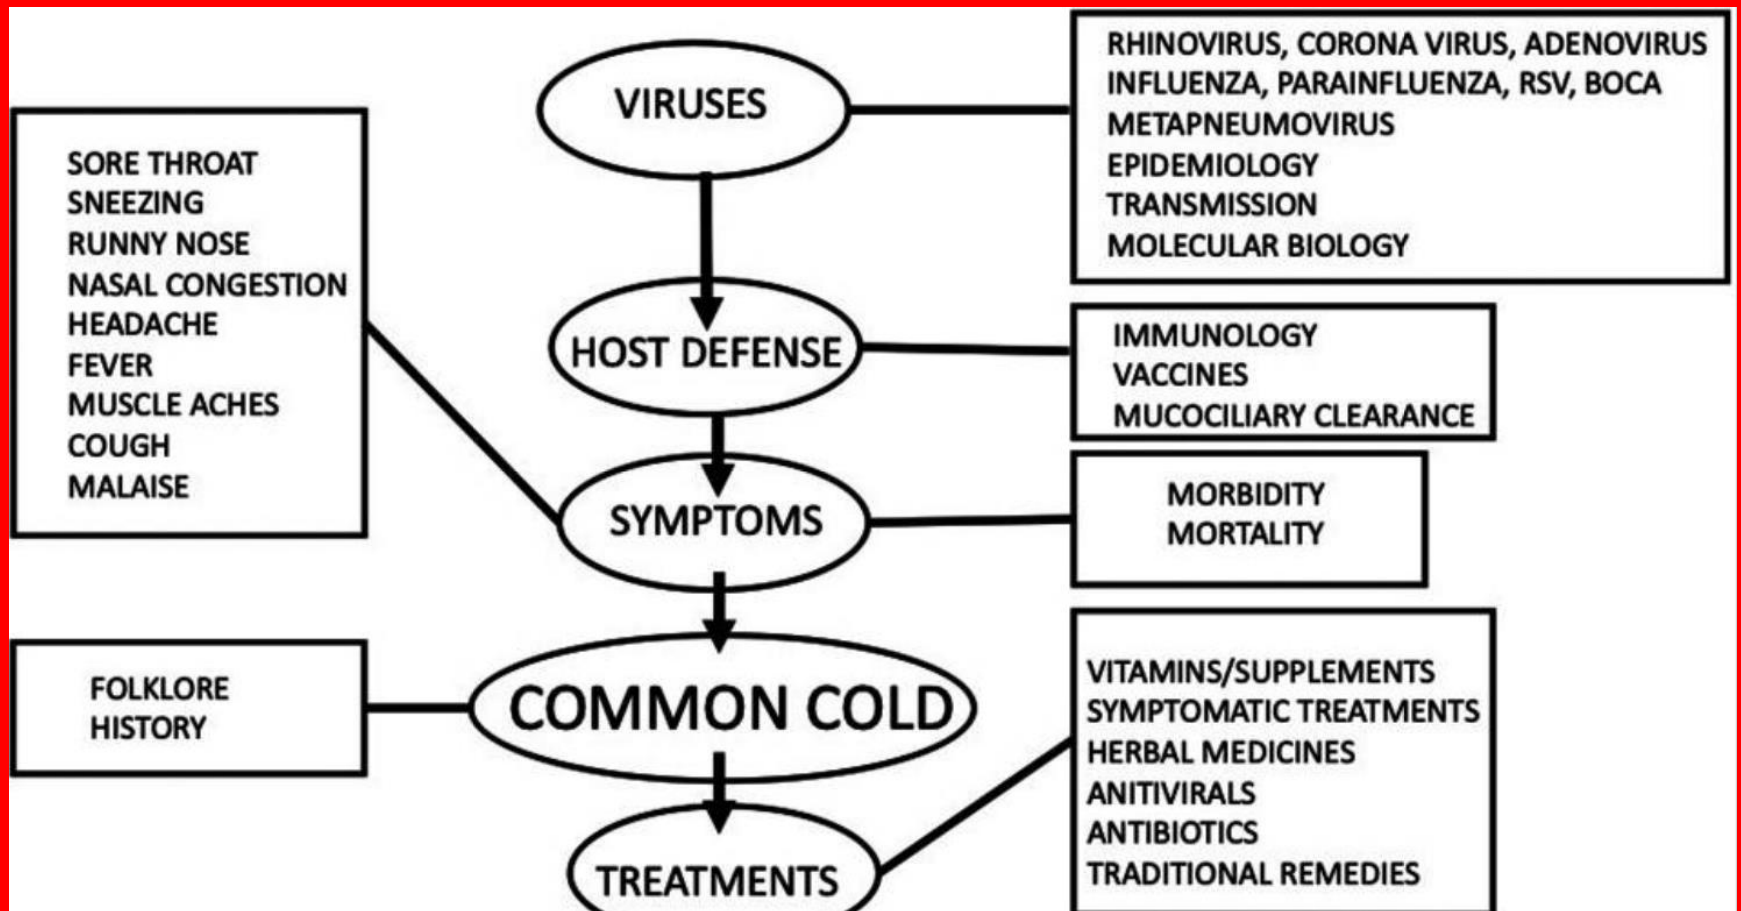 VIRUSES
RHINOVIRUS, CORONA VIRUS, ADENOVIRUS
INFLUENZA, PARAINFLUENZA, RSV, BOCA
METAPNEUMOVIRUS
EPIDEMIOLOGY
TRANSMISSION
MOLECULAR BIOLOGY
SORE THROAT
SNEEZING
RUNNY NOSE
NASAL CONGESTION
HEADACHE
FEVER
MUSCLE ACHES
COUGH
MALAISE
HOST DEFENSE
IMMUNOLOGY
VACCINES
MUCOCILIARY CLEARANCE
SYMPTOMS
MORBIDITY
MORTALITY
FOLKLORE
HISTORY
COMMON COLD
VITAMINS/SUPPLEMENTS
SYMPTOMATIC TREATMENTS
HERBAL MEDICINES
ANITIVIRALS
ANTIBIOTICS
TRADITIONAL REMEDIES
TREATMENTS